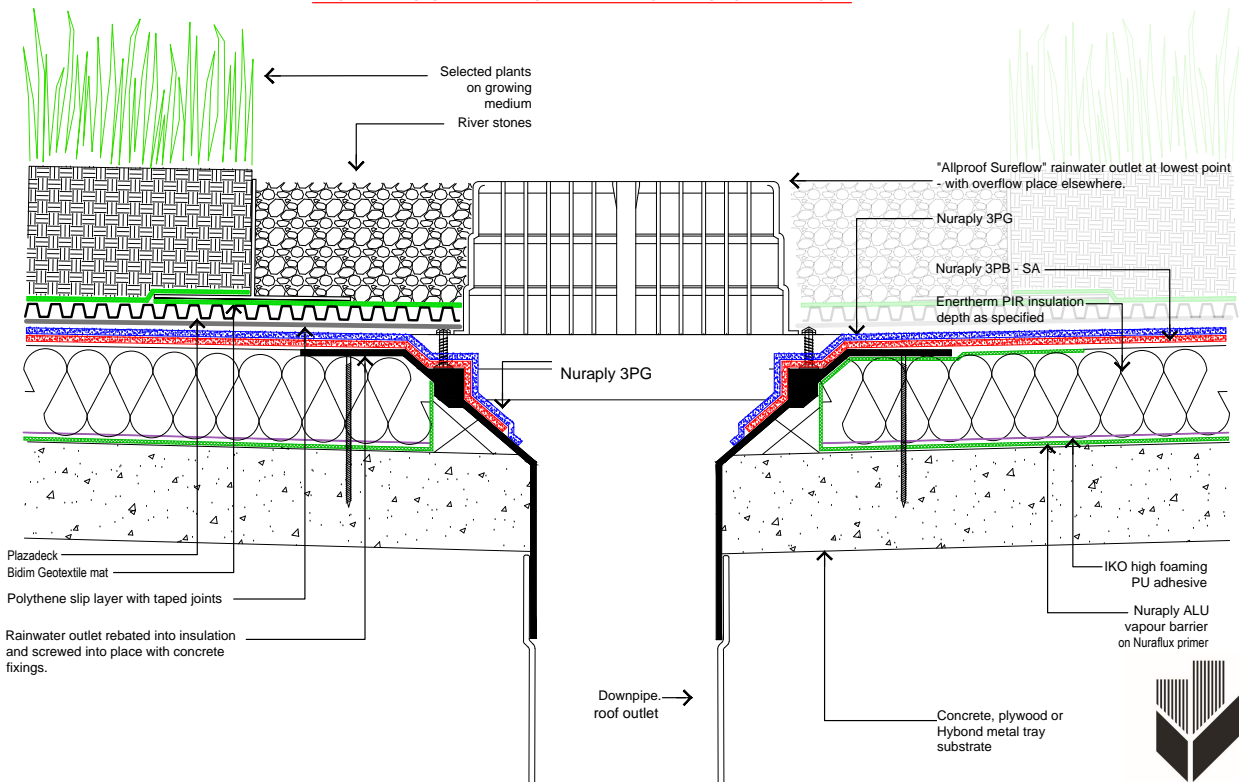 Selected plants
on growing
medium
River stones
"Allproof Sureflow" rainwater outlet at lowest point
- with overflow place elsewhere.
Nuraply 3PG
Nuraply 3PB - SA
Enertherm PIR insulation
depth as specified
Nuraply 3PG
Plazadeck
Bidim Geotextile mat
Polythene slip layer with taped joints
Rainwater outlet rebated into insulation
and screwed into place with concrete
fixings.
IKO high foaming
PU adhesive
Nuraply ALU
vapour barrier
on Nuraflux primer
Downpipe.
roof outlet
Concrete, plywood or
Hybond metal tray
substrate